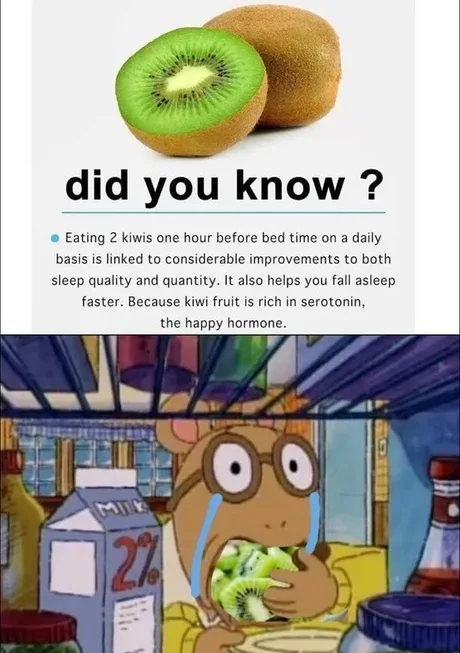 did you know ?
Eating 2 kiwis one hour before bed time on a daily
basis is linked to considerable improvements to both
sleep quality and quantity. It also helps you fall asleep
faster. Because kiwi fruit is rich in serotonin,
the happy hormone.
MILK
2%